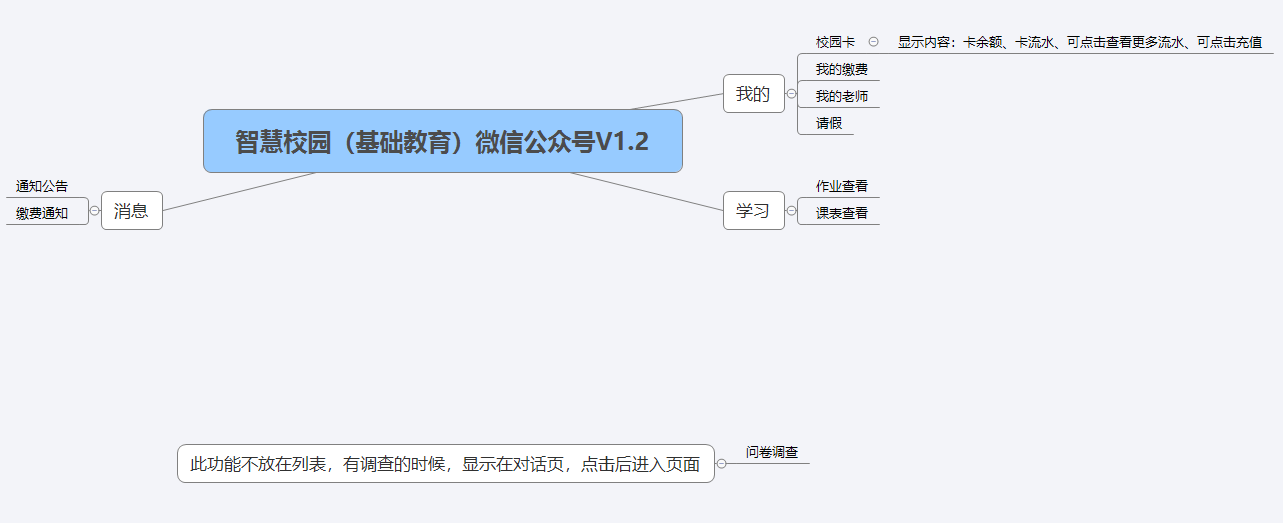 智慧校园（基础教育）微信公众号V1.2
我的
校园卡
显示内容：卡余额、卡流水、可点击查看更多流水、可点击充值
我的缴费
我的老师
请假
学习
作业查看
课表查看
消息
通知公告
缴费通知
此功能不放在列表，有调查的时候，显示在对话页，点击后进入页面
问卷调查